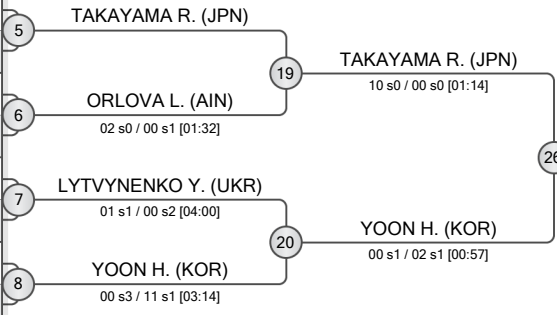 TAKAYAMA R. (JPN)
5
19
TAKAYAMA R. (JPN)
10 s0 / 00 s0 [01:14]
ORLOVA L. (AIN)
6
02 s0 / 00 s1 [01:32]
26
LYTVYNENKO Y. (UKR)
7
01 s1 / 00 s2 [04:00]
YOON H. (KOR)
20
00 s1 / 02 s1 [00:57]
YOON H. (KOR)
8
00 s3 / 11 s1 [03:14]